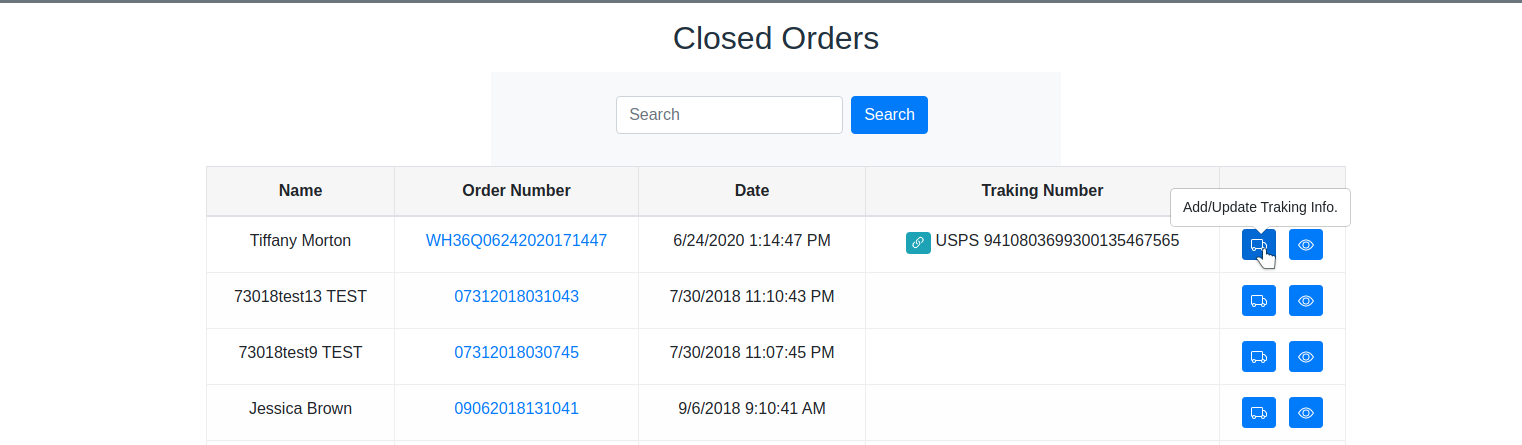 Closed Orders
Search Search
Name Order Number Date Traking Number
Add/Update Traking Info.
Tiffany Morton WH36Q06242020171447 6/24/2020 1:14:47 PM USPS 9410803699300135467565
73018test13 TEST 07312018031043 7/30/2018 11:10:43 PM
73018test9 TEST 07312018030745 7/30/2018 11:07:45 PM
Jessica Brown 09062018131041 9/6/2018 9:10:41 AM